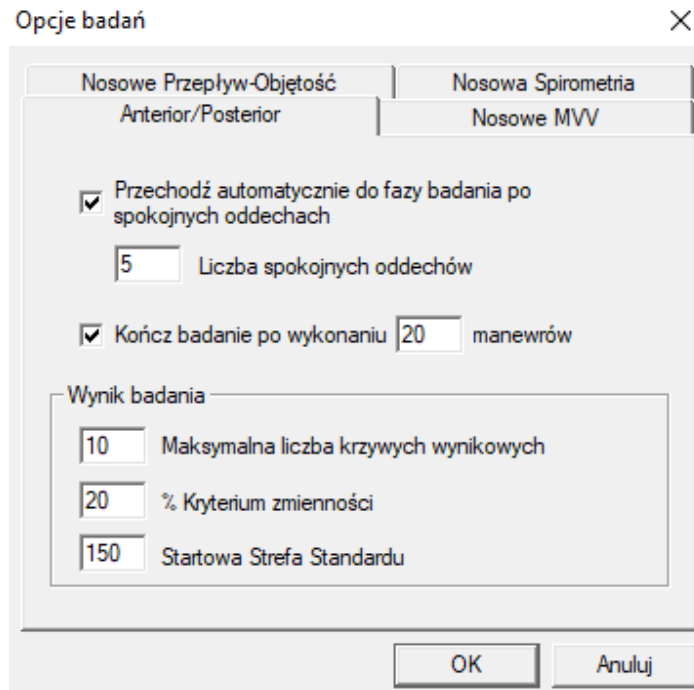 Opcje badań
Nosowe Przepływ-Objętość
Nosowa Spirometria
Anterior/Posterior
Nosowe MVV
Przechodź automatycznie do fazy badania po
spokojnych oddechach
5 Liczba spokojnych oddechów
Kończ badanie po wykonaniu 20 manewrów
Wynik badania
10 Maksymalna liczba krzywych wynikowych
20 % Kryterium zmienności
150 Startowa Strefa Standardu
OK
Anuluj